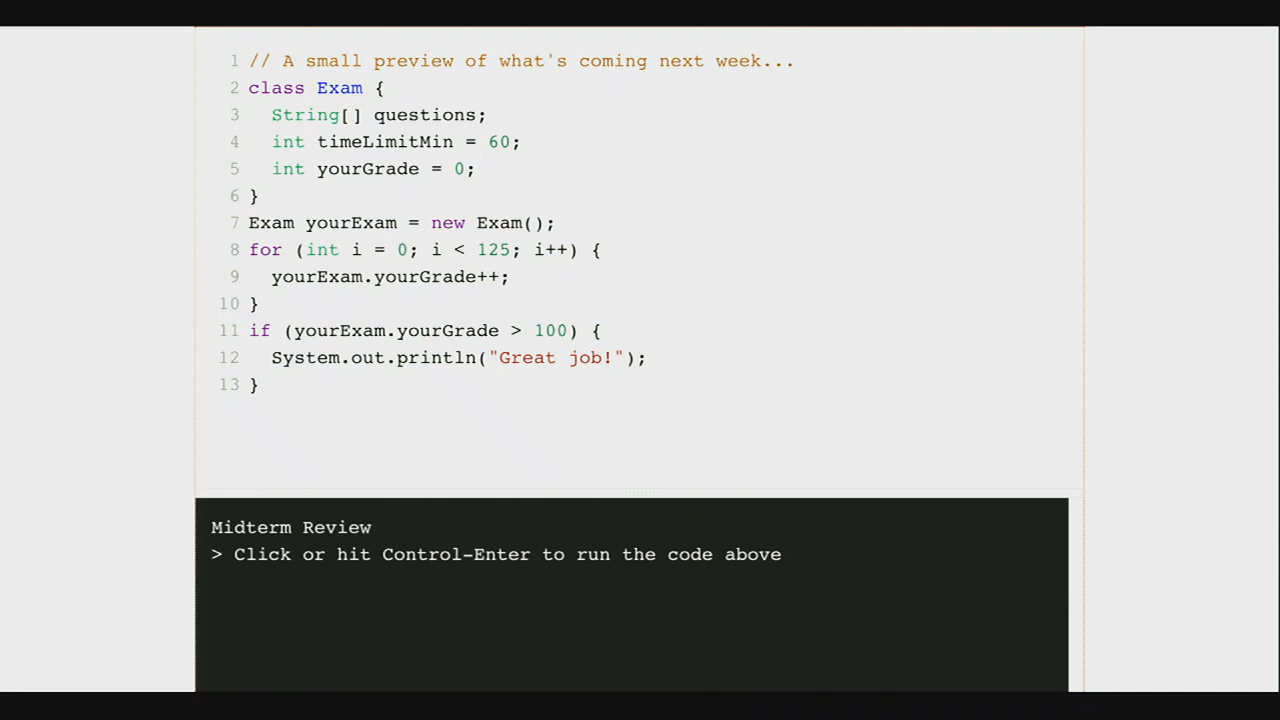 1 // A small preview of what's coming next week...
2 class Exam {
3   String[] questions;
4   int timeLimitMin = 60;
5   int yourGrade = 0;
6 }
7 Exam yourExam = new Exam();
8 for (int i = 0; i < 125; i++) {
9   yourExam.yourGrade++;
10 }
11 if (yourExam.yourGrade > 100) {
12   System.out.println("Great job!");
13 }
Midterm Review
> Click or hit Control-Enter to run the code above